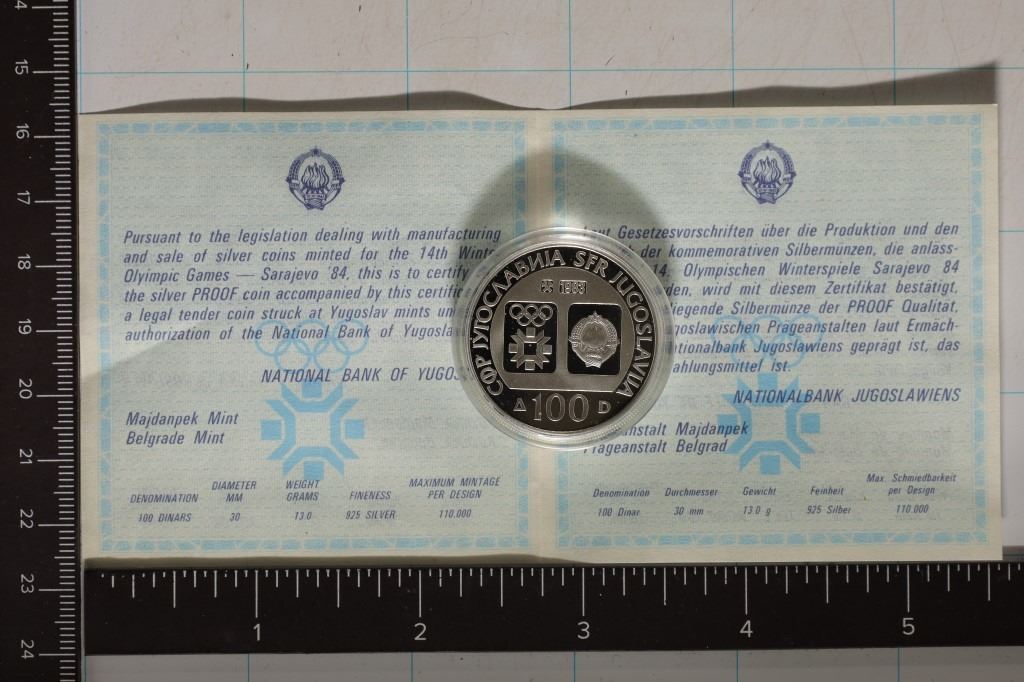 Pursuant to the legislation dealing with manufacturing
and sale of silver coins minted for the 14th
Olympic Games — Sarajevo '84, this is to certify
the silver PROOF coin accompanied by this
a legal tender coin struck at Yugoslav mints
authorization of the National Bank of
NATIONAL BANK OF
Majdanpek Mint
Belgrade Mint
DENOMINATION DIAMETER MM WEIGHT GRAMS FINENESS MAXIMUM MINTAGE PER DESIGN
100 DINARS 30 13.0 925 SILVER 110.000
СФР ЈУГОСЛАВИЈА SFR JUGOSLAVIJA
1983
Δ 100 D
Gesetzesvorschriften über die Produktion und den
der kommemorativen Silbermünzen, die anlass-
Olympischen Winterspiele Sarajevo 84
wird mit diesem Zertifikat bestätigt,
Silbermünze der PROOF Qualität,
Prägeanstalten laut Ermäch-
Jugoslawiens geprägt ist, das
ist.
NATIONALBANK JUGOSLAWIENS
Majdanpek
Prägeanstalt Belgrad
Denomination Durchmesser Gewicht Feinheit Max. Schmiedbarkeit per Design
100 Dinar 30 mm 13.0 g 925 Silber 110.000
15
16
17
18
19
20
21
22
23
24
1 2 3 4 5